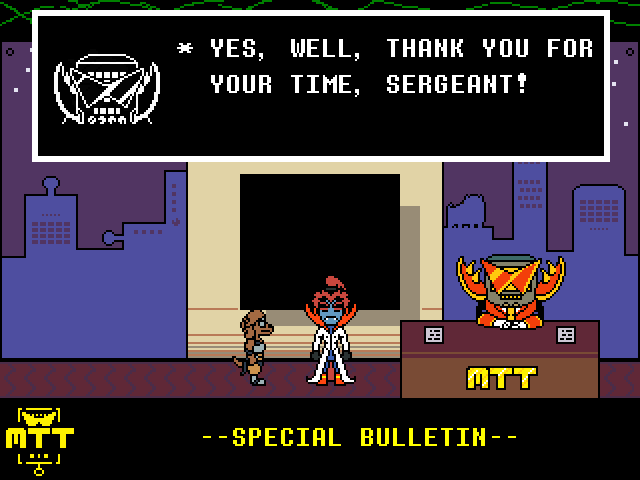 * YES, WELL, THANK YOU FOR
YOUR TIME, SERGEANT!
MTT
MTT
--SPECIAL BULLETIN--